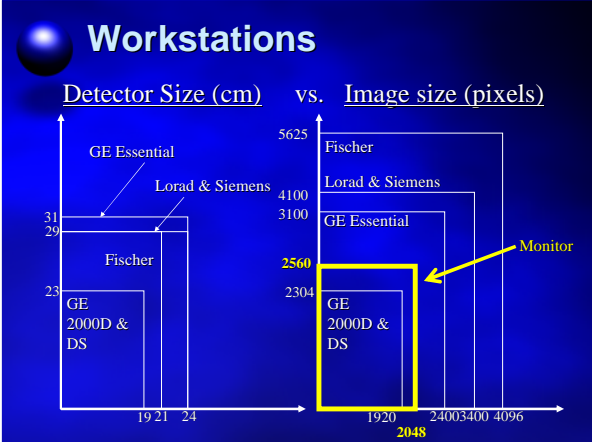 Workstations
Detector Size (cm) vs. Image size (pixels)
GE Essential
Lorad & Siemens
31
29
Fischer
23
GE
2000D &
DS
19 21 24
5625
Fischer
Lorad & Siemens
4100
3100
GE Essential
Monitor
2560
2304
GE
2000D &
DS
1920 2400 3400 4096
2048